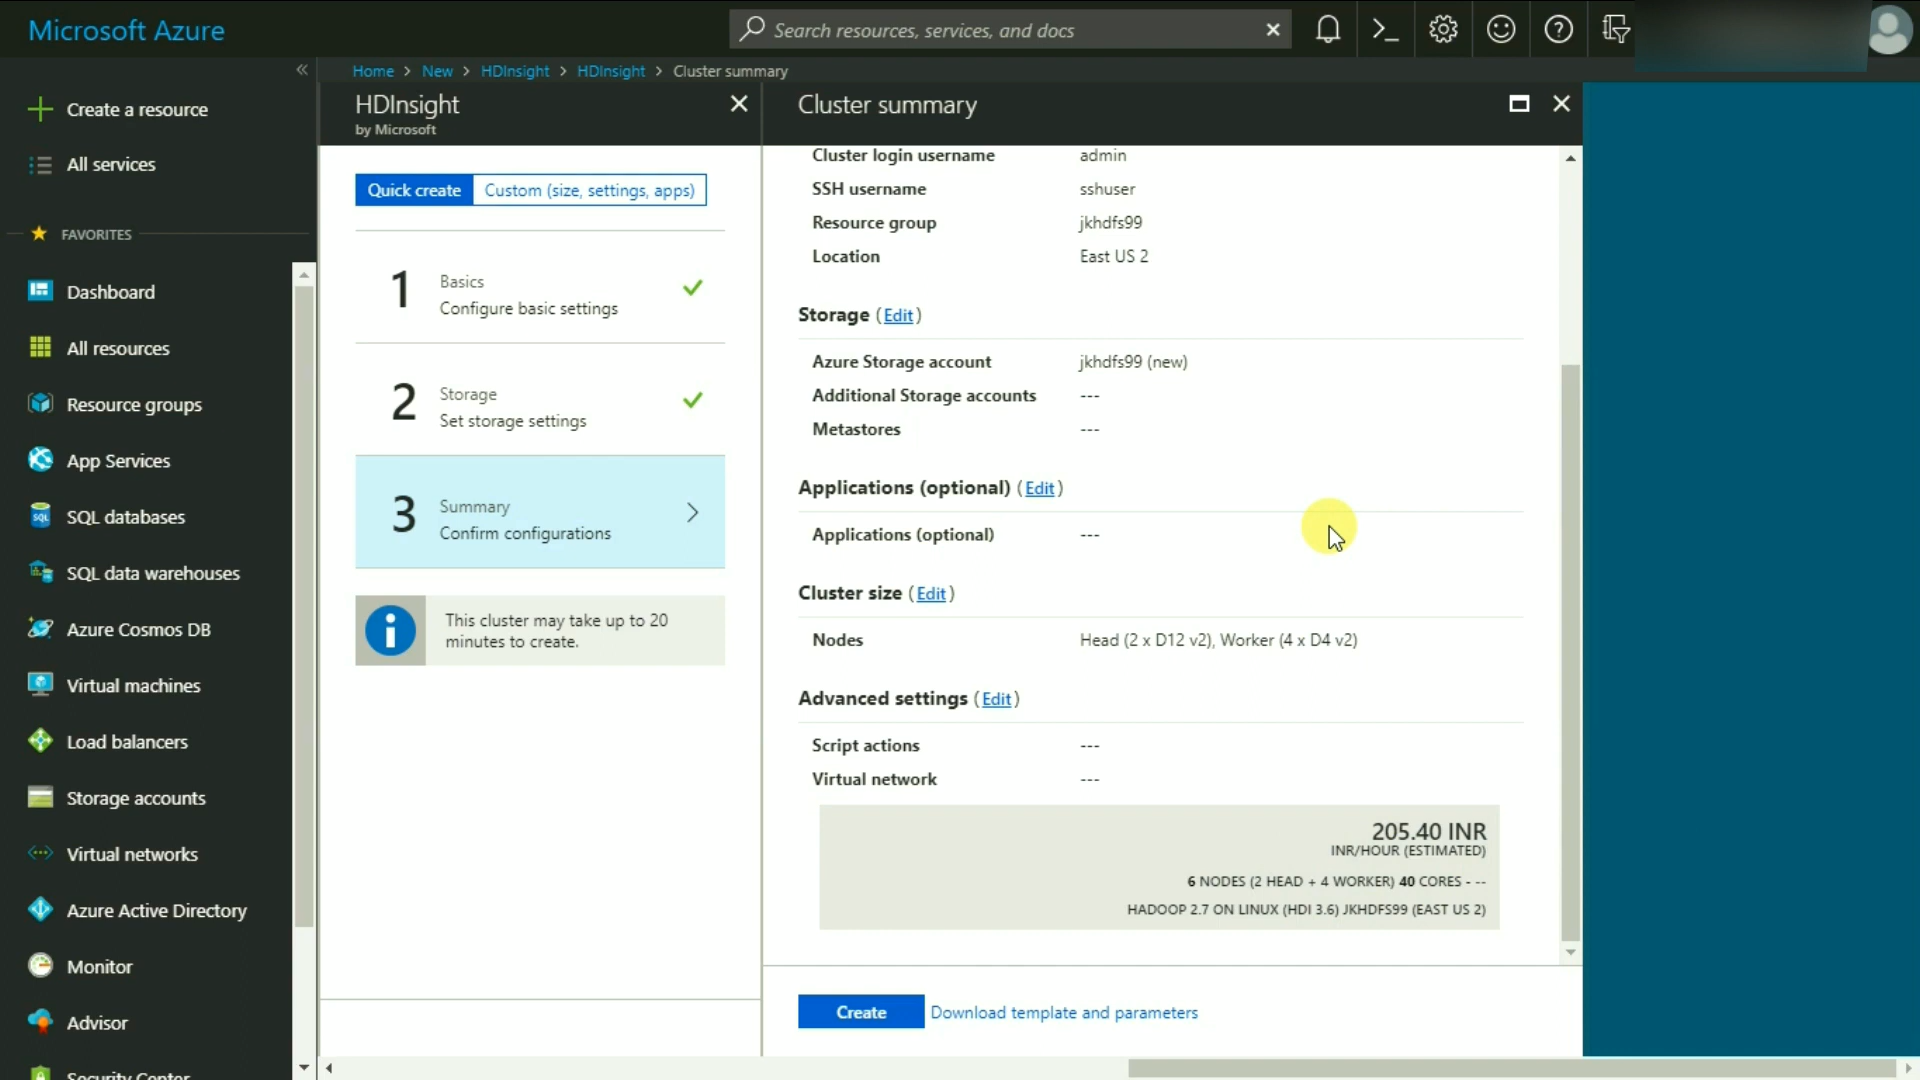 Microsoft Azure
Search resources, services, and docs
Home > New > HDInsight > HDInsight > Cluster summary
Create a resource
All services
FAVORITES
Dashboard
All resources
Resource groups
App Services
SQL databases
SQL data warehouses
Azure Cosmos DB
Virtual machines
Load balancers
Storage accounts
Virtual networks
Azure Active Directory
Monitor
Advisor
Security Center
HDInsight
by Microsoft
Quick create
Custom (size, settings, apps)
1
Basics
Configure basic settings
2
Storage
Set storage settings
3
Summary
Confirm configurations
This cluster may take up to 20
minutes to create.
Cluster summary
Cluster login username admin
SSH username sshuser
Resource group jkhdfs99
Location East US 2
Storage (Edit)
Azure Storage account jkhdfs99 (new)
Additional Storage accounts ---
Metastores ---
Applications (optional) (Edit)
Applications (optional) ---
Cluster size (Edit)
Nodes Head (2 x D12 v2), Worker (4 x D4 v2)
Advanced settings (Edit)
Script actions ---
Virtual network ---
205.40 INR
INR/HOUR (ESTIMATED)
6 NODES (2 HEAD + 4 WORKER) 40 CORES - --
HADOOP 2.7 ON LINUX (HDI 3.6) JKHDFS99 (EAST US 2)
Create
Download template and parameters